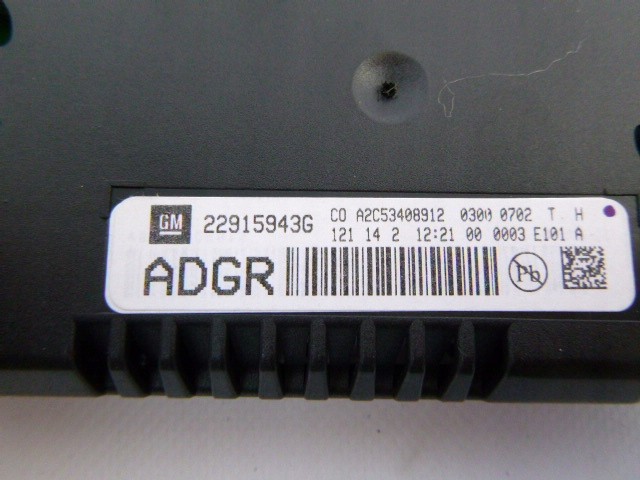 GM 22915943G CO A2C53408912 0300 0702 T H
121 14 2 12:21 00 0003 E101 A
ADGR Pb